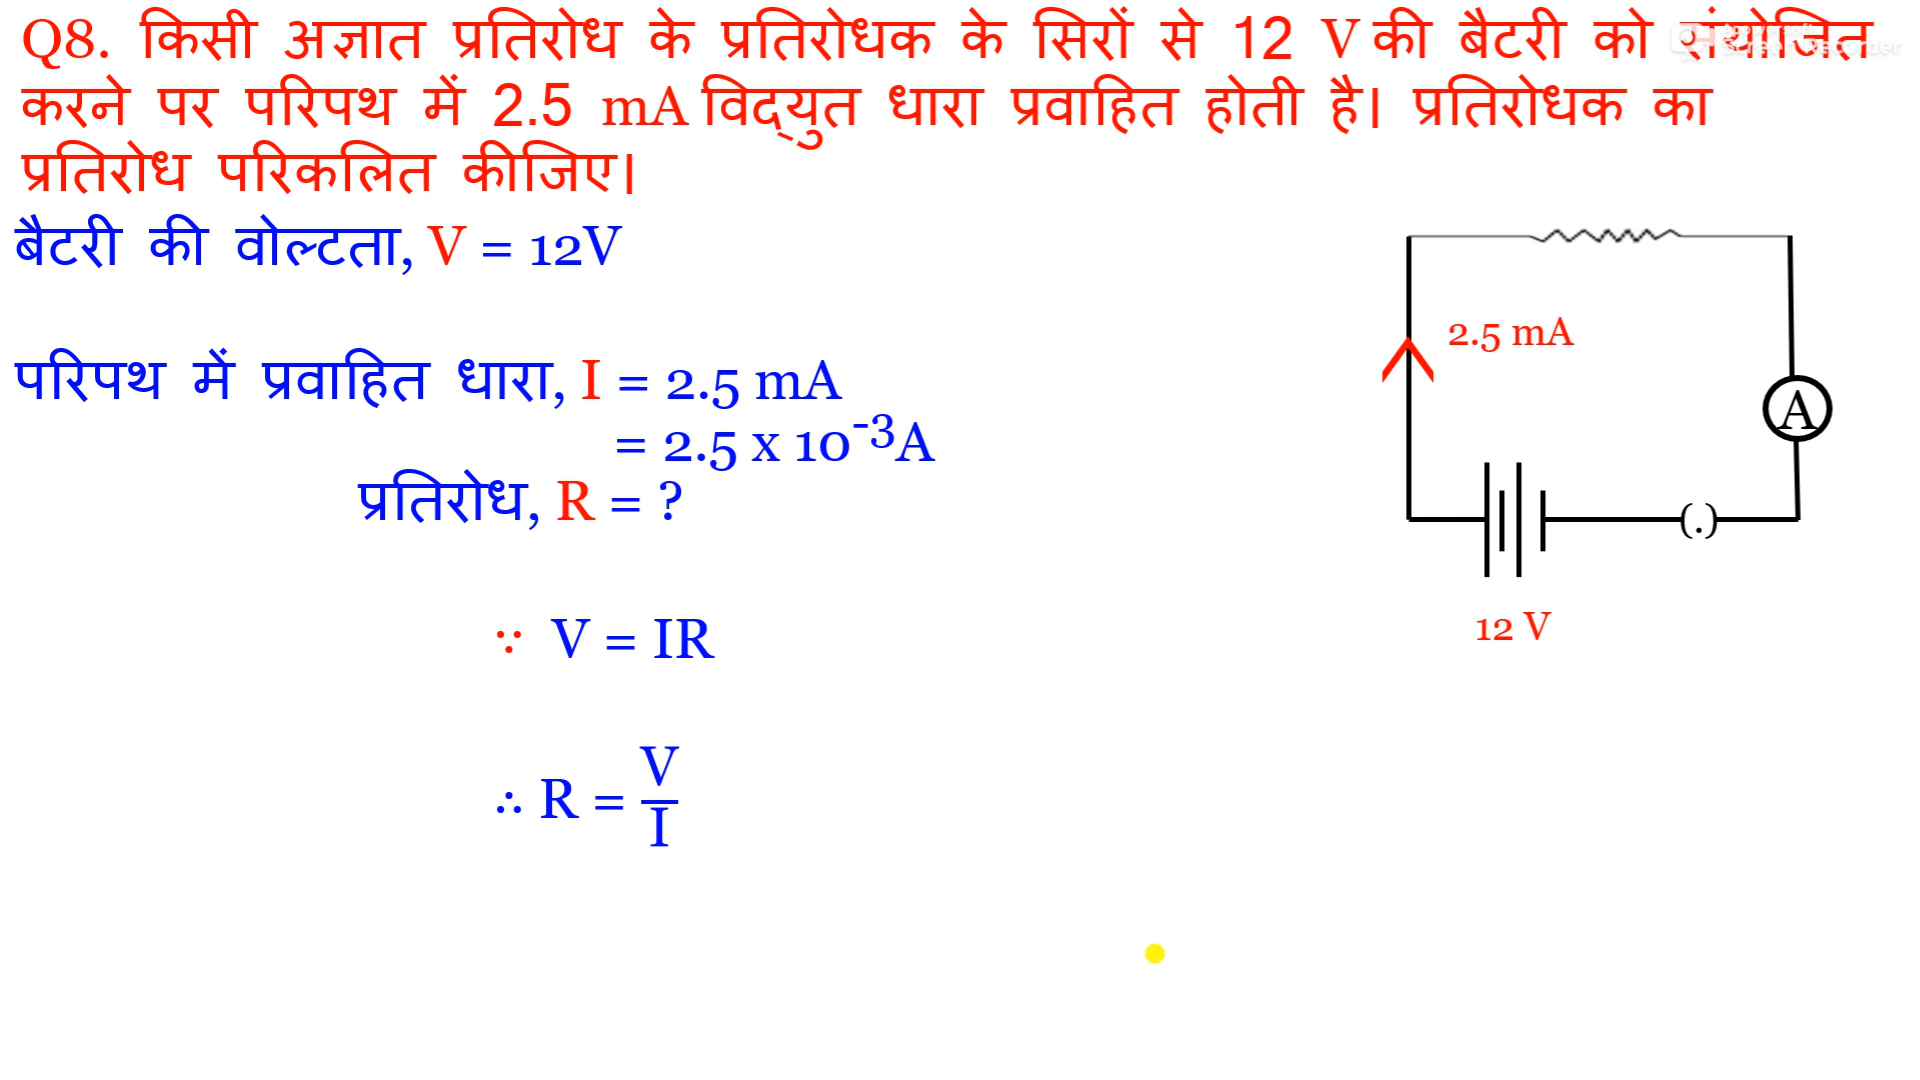 Q8. किसी अज्ञात प्रतिरोध के प्रतिरोधक के सिरों से 12 V की बैटरी को संयोजित
करने पर परिपथ में 2.5 mA विद्युत धारा प्रवाहित होती है। प्रतिरोधक का
प्रतिरोध परिकलित कीजिए।
बैटरी की वोल्टता, V = 12V
परिपथ में प्रवाहित धारा, I = 2.5 mA
= 2.5 x 10⁻³A
प्रतिरोध, R = ?
∵ V = IR
∴ R = V/I
2.5 mA
A
(.)
12 V
Screen Recorder